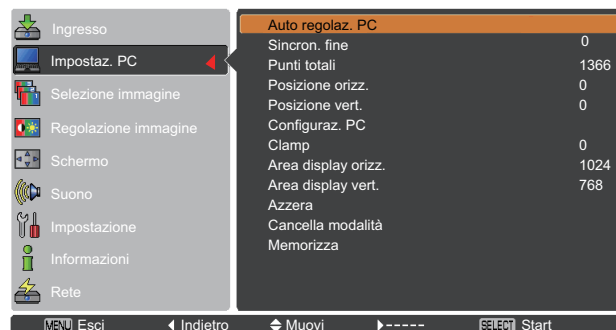 Ingresso
Impostaz. PC
Selezione immagine
Regolazione immagine
Schermo
Suono
Impostazione
Informazioni
Rete
Auto regolaz. PC
Sincron. fine 0
Punti totali 1366
Posizione orizz. 0
Posizione vert. 0
Configuraz. PC
Clamp 0
Area display orizz. 1024
Area display vert. 768
Azzera
Cancella modalità
Memorizza
MENU Esci Indietro Muovi ----- SELECT Start